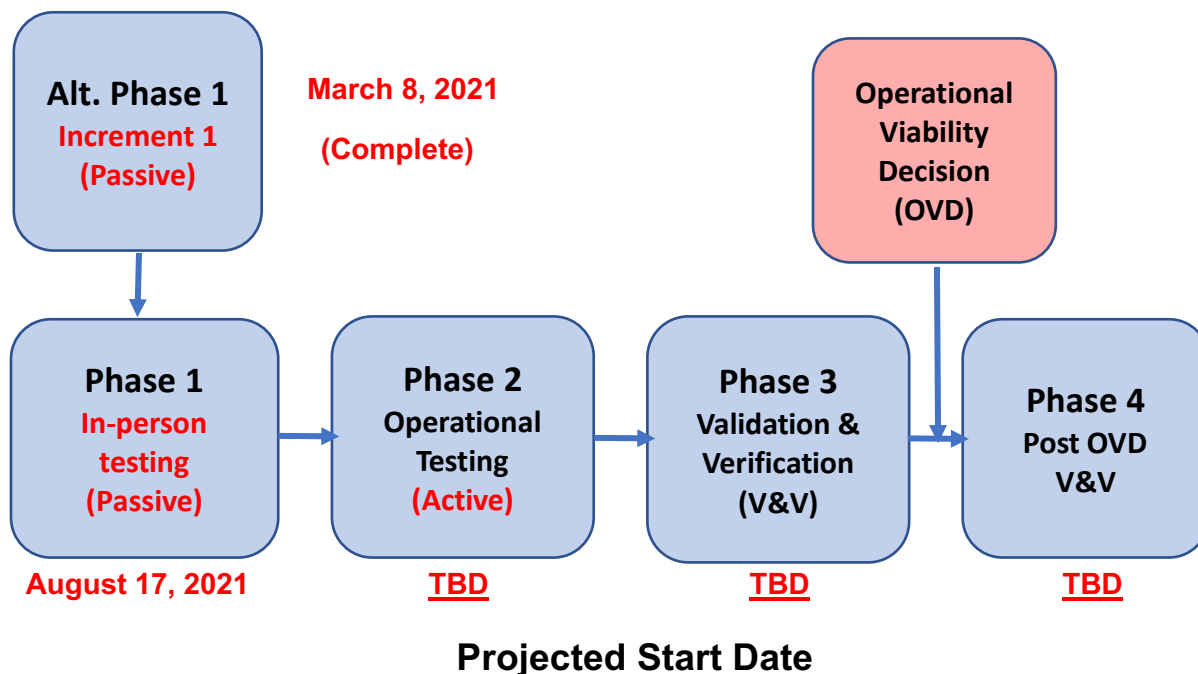 Alt. Phase 1
Increment 1
(Passive)
March 8, 2021
(Complete)
Operational
Viability
Decision
(OVD)
Phase 1
In-person
testing
(Passive)
Phase 2
Operational
Testing
(Active)
Phase 3
Validation &
Verification
(V&V)
Phase 4
Post OVD
V&V
August 17, 2021
TBD
TBD
TBD
Projected Start Date